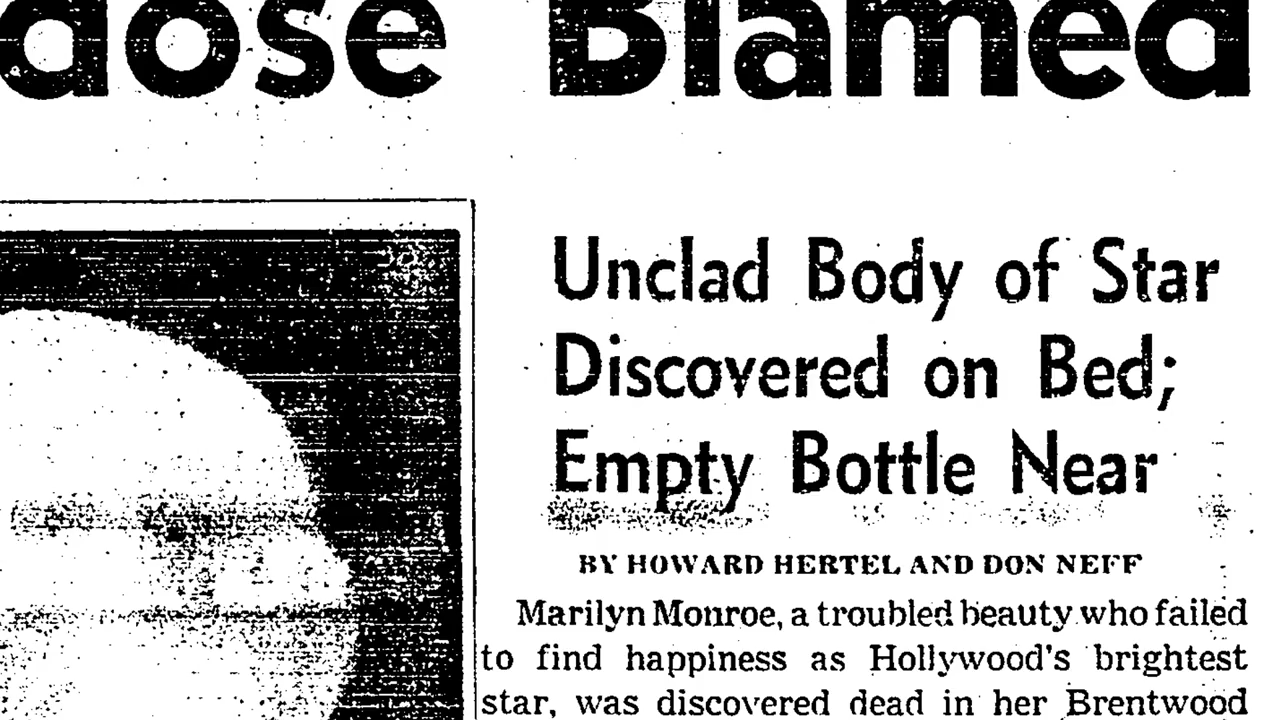 dose Blamed
Unclad Body of Star
Discovered on Bed;
Empty Bottle Near
BY HOWARD HERTEL AND DON NEFF
Marilyn Monroe, a troubled beauty who failed
to find happiness as Hollywood's brightest
star, was discovered dead in her Brentwood